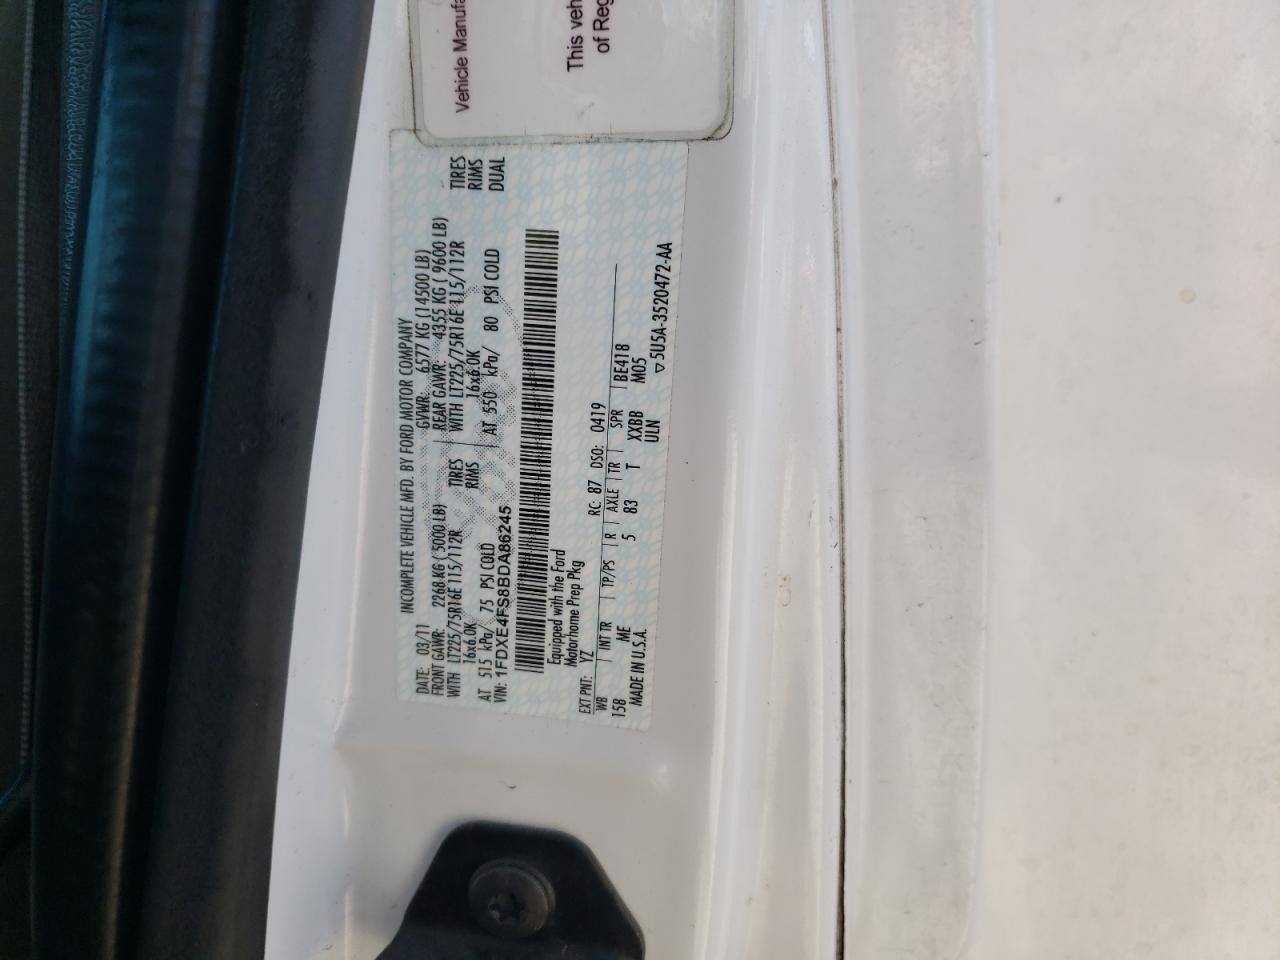 Vehicle Manufa
This veh
of Reg
INCOMPLETE VEHICLE MFD. BY FORD MOTOR COMPANY
DATE: 03/11 GVWR: 6577 KG (14500 LB)
FRONT GAWR: 2268 KG (5000 LB) REAR GAWR: 4355 KG (9600 LB)
WITH LT225/75R16E 115/112R TIRES WITH LT225/75R16E 115/112R TIRES
16x6.0K RIMS 16x6.0K RIMS
AT 515 kPa/ 75 PSI COLD AT 550 kPa/ 80 PSI COLD DUAL
VIN: 1FDXE4FS8BDA86245
Equipped with the Ford
Motorhome Prep Pkg
EXT PNT: YZ RC: 87 DSO: 0419
WB INT TR TP/PS R AXLE TR SPR BE418
158 ME 5 83 T XXBB M05
MADE IN U.S.A. ULN ▽5U5A-3520472-AA